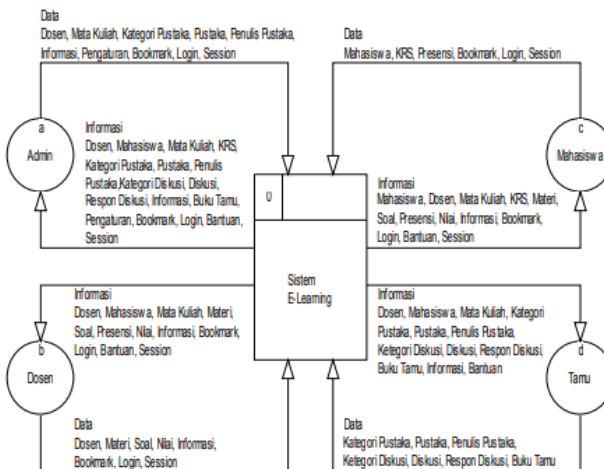 Data
Dosen, Mata Kuliah, Kategori Pustaka, Pustaka, Penulis Pustaka,
Informasi, Pengaturan, Bookmark, Login, Session
Data
Mahasiswa, KRS, Presensi, Bookmark, Login, Session
a
Admin
Informasi
Dosen, Mahasiswa, Mata Kuliah, KRS,
Kategori Pustaka, Pustaka, Penulis
Pustaka,Kategori Diskusi, Diskusi,
Respon Diskusi, Informasi, Buku Tamu,
Pengaturan, Bookmark, Login, Bantuan,
Session
c
Mahasiswa
0
Sistem
E-Learning
Informasi
Mahasiswa, Dosen, Mata Kuliah, KRS, Materi,
Soal, Presensi, Nilai, Informasi, Bookmark,
Login, Bantuan, Session
Informasi
Dosen, Mahasiswa, Mata Kuliah, Materi,
Soal, Presensi, Nilai, Informasi, Bookmark,
Login, Bantuan, Session
b
Dosen
Informasi
Dosen, Mahasiswa, Mata Kuliah, Kategori
Pustaka, Pustaka, Penulis Pustaka,
Ketegori Diskusi, Diskusi, Respon Diskusi,
Buku Tamu, Informasi, Bantuan
d
Tamu
Data
Dosen, Materi, Soal, Nilai, Informasi,
Bookmark, Login, Session
Data
Kategori Pustaka, Pustaka, Penulis Pustaka,
Ketegori Diskusi, Diskusi, Respon Diskusi, Buku Tamu